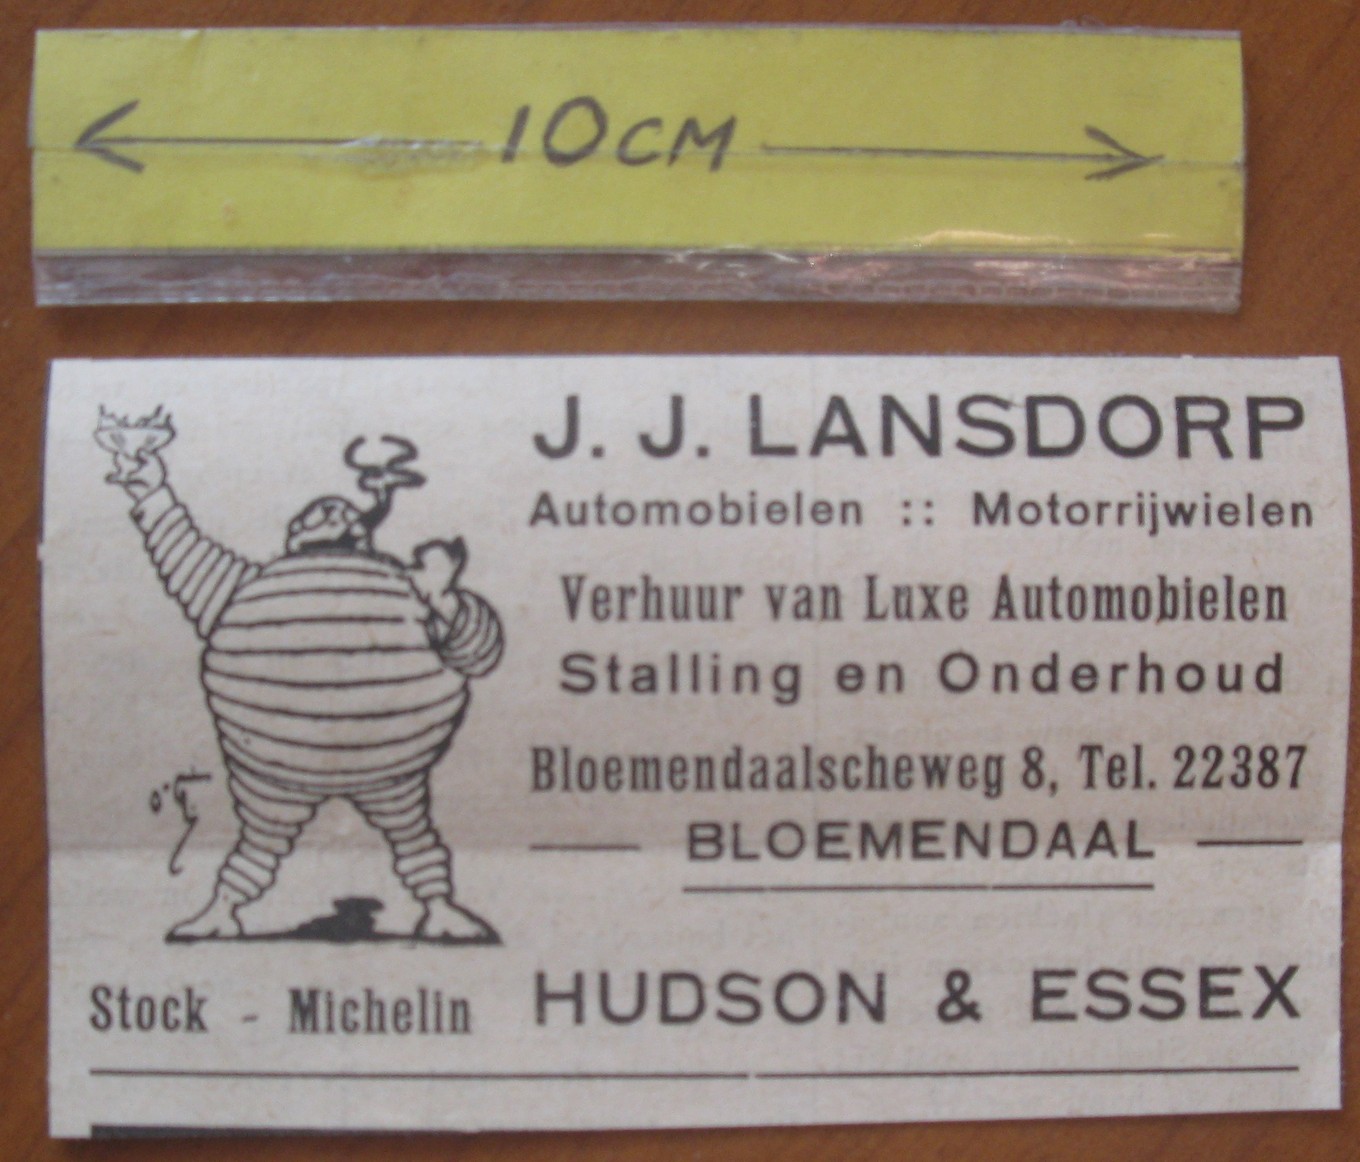 10CM
J. J. LANSDORP
Automobielen :: Motorrijwielen
Verhuur van Luxe Automobielen
Stalling en Onderhoud
Bloemendaalscheweg 8, Tel. 22387
BLOEMENDAAL
Stock - Michelin
HUDSON & ESSEX